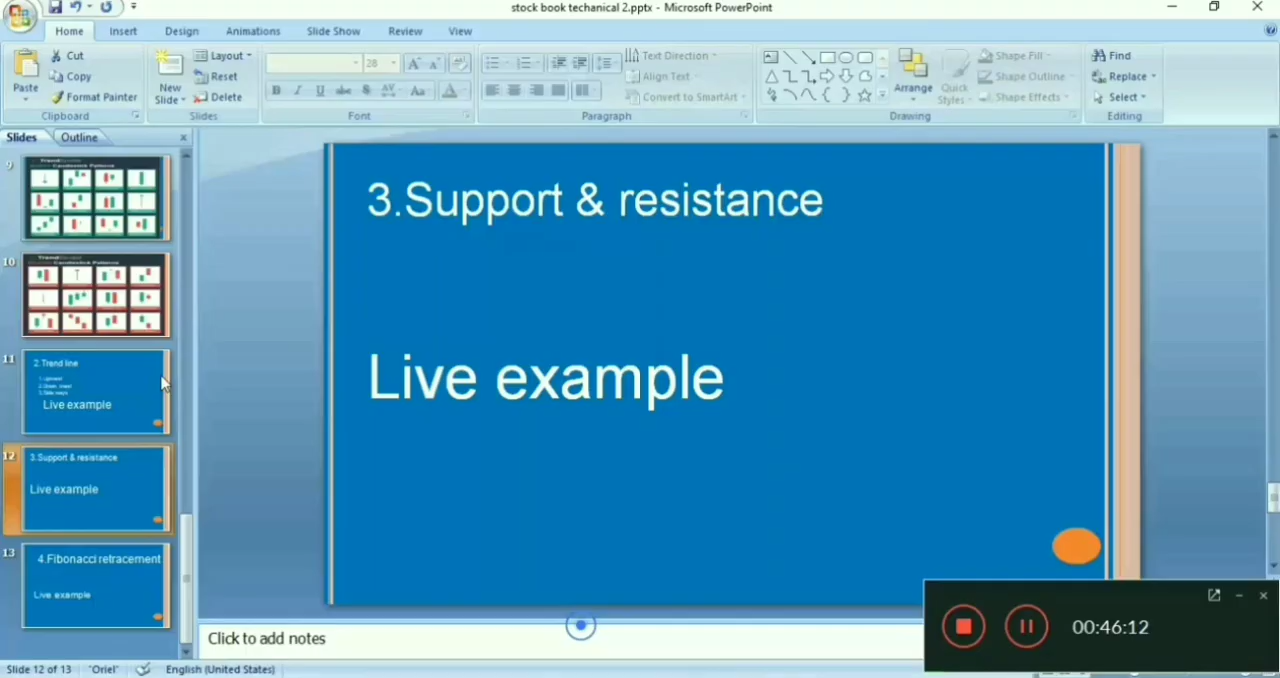 stock book techanical 2.pptx - Microsoft PowerPoint
Home Insert Design Animations Slide Show Review View
Paste
Cut
Copy
Format Painter
Clipboard
New Slide
Layout
Reset
Delete
Slides
28
B I U abc S AV Aa A
Font
Text Direction
Align Text
Convert to SmartArt
Paragraph
Arrange
Quick Styles
Shape Fill
Shape Outline
Shape Effects
Drawing
Find
Replace
Select
Editing
Slides Outline
9
10
11
2.Trend line
Live example
12
3.Support & resistance
Live example
13
4.Fibonacci retracement
Live example
3.Support & resistance
Live example
Click to add notes
00:46:12
Slide 12 of 13 "Oriel" English (United States)